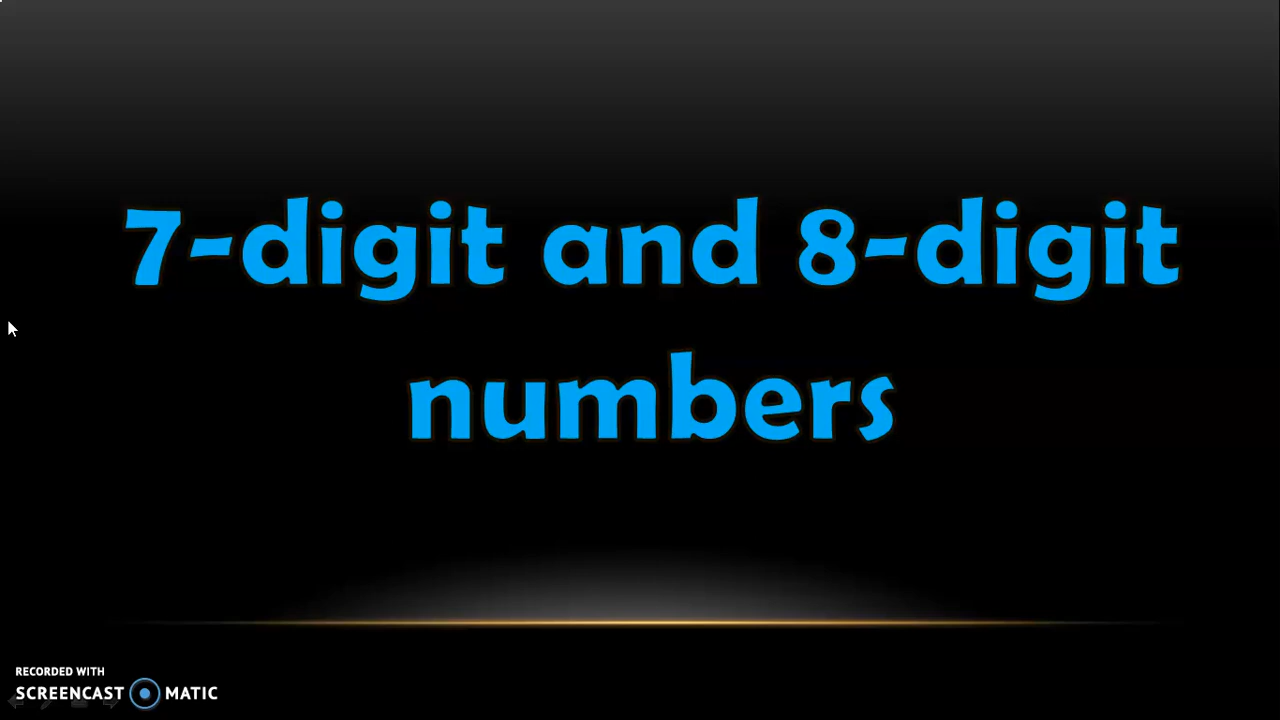 7-digit and 8-digit
numbers
RECORDED WITH
SCREENCAST MATIC